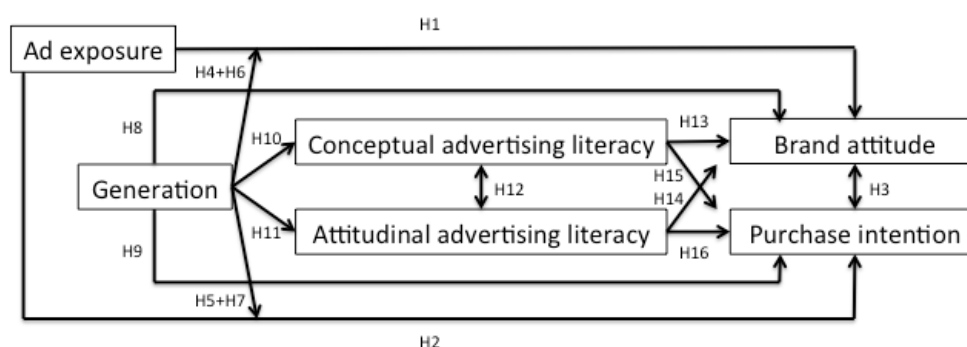 H1
Ad exposure
H4+H6
H8
H10
Conceptual advertising literacy
H13
Brand attitude
Generation
H12
H15
H14
H3
H11
Attitudinal advertising literacy
Purchase intention
H9
H16
H5+H7
H2